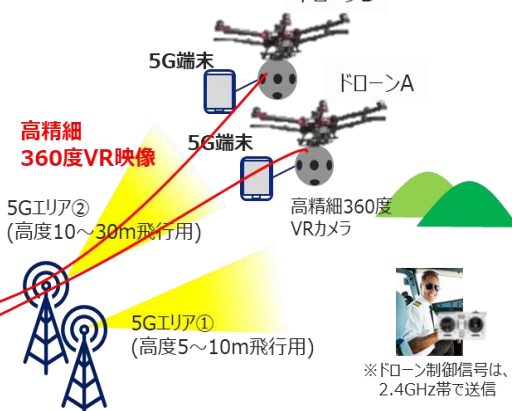 5G端末
ドローンA
高精細
360度VR映像
5G端末
5Gエリア②
(高度10～30m飛行用)
高精細360度
VRカメラ
5Gエリア①
(高度5～10m飛行用)
※ドローン制御信号は、
2.4GHz帯で送信